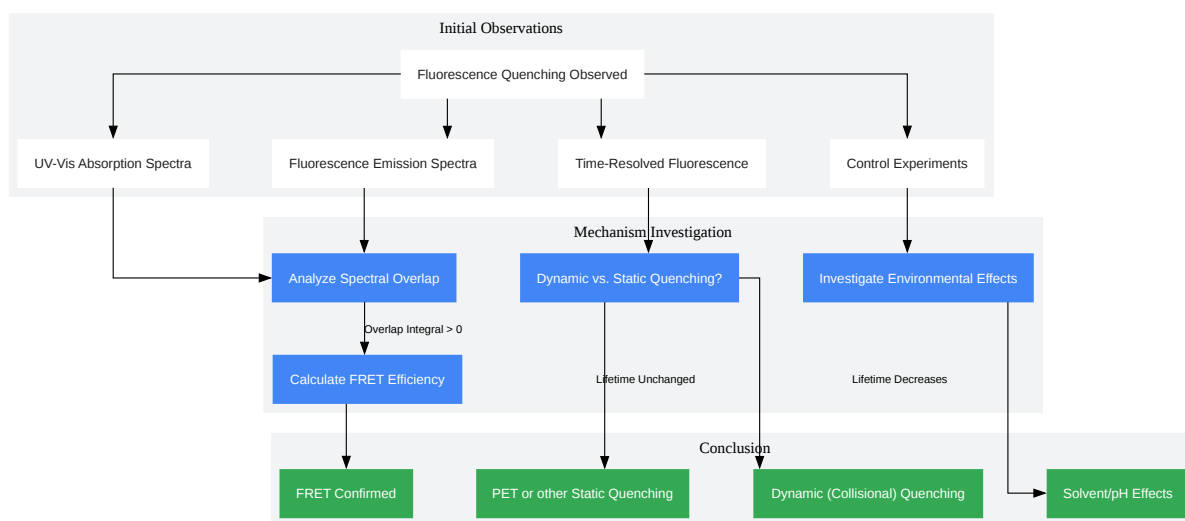 Initial Observations
Fluorescence Quenching Observed
UV-Vis Absorption Spectra
Fluorescence Emission Spectra
Time-Resolved Fluorescence
Control Experiments
Mechanism Investigation
Analyze Spectral Overlap
Dynamic vs. Static Quenching?
Investigate Environmental Effects
Overlap Integral > 0
Calculate FRET Efficiency
Lifetime Unchanged
Lifetime Decreases
Conclusion
FRET Confirmed
PET or other Static Quenching
Dynamic (Collisional) Quenching
Solvent/pH Effects